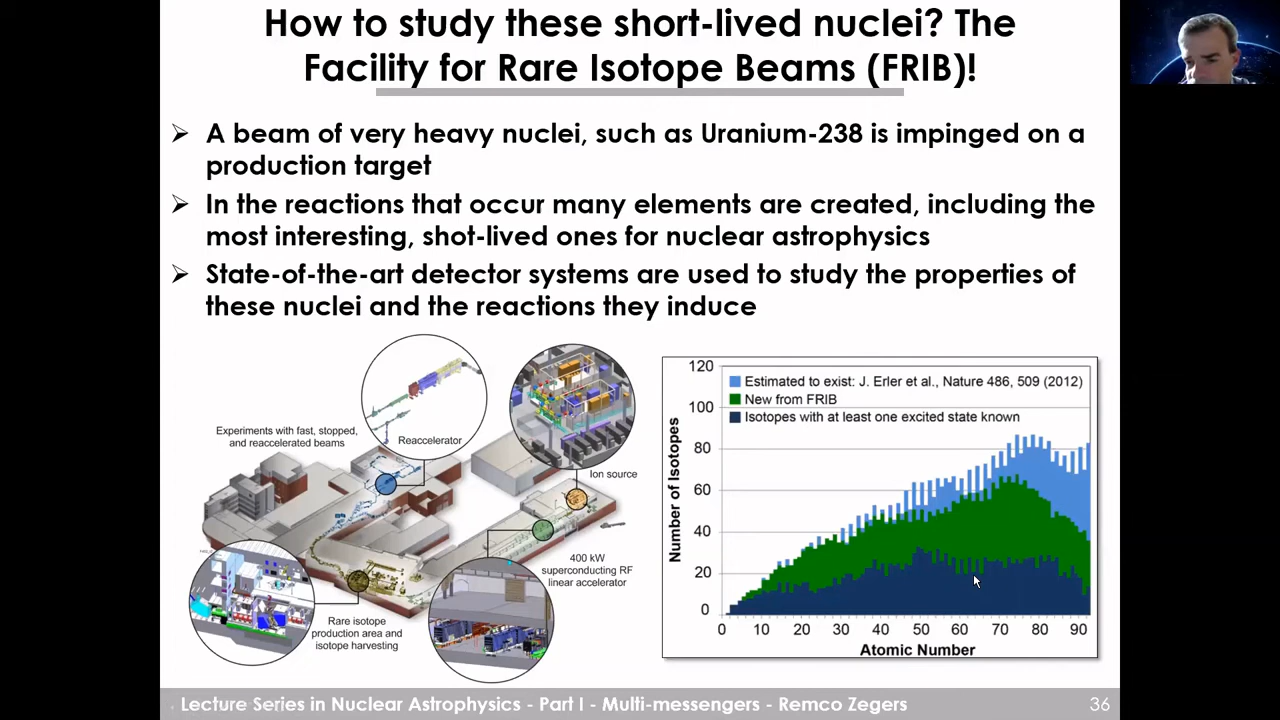 How to study these short-lived nuclei? The
Facility for Rare Isotope Beams (FRIB)!
➢ A beam of very heavy nuclei, such as Uranium-238 is impinged on a
production target
➢ In the reactions that occur many elements are created, including the
most interesting, shot-lived ones for nuclear astrophysics
➢ State-of-the-art detector systems are used to study the properties of
these nuclei and the reactions they induce
Experiments with fast, stopped,
and reaccelerated beams
Reaccelerator
Ion source
400 kW
superconducting RF
linear accelerator
Rare isotope
production area and
isotope harvesting
Number of Isotopes
120
100
80
60
40
20
0
Estimated to exist: J. Erler et al., Nature 486, 509 (2012)
New from FRIB
Isotopes with at least one excited state known
0 10 20 30 40 50 60 70 80 90
Atomic Number
Lecture Series in Nuclear Astrophysics - Part I - Multi-messengers - Remco Zegers
36